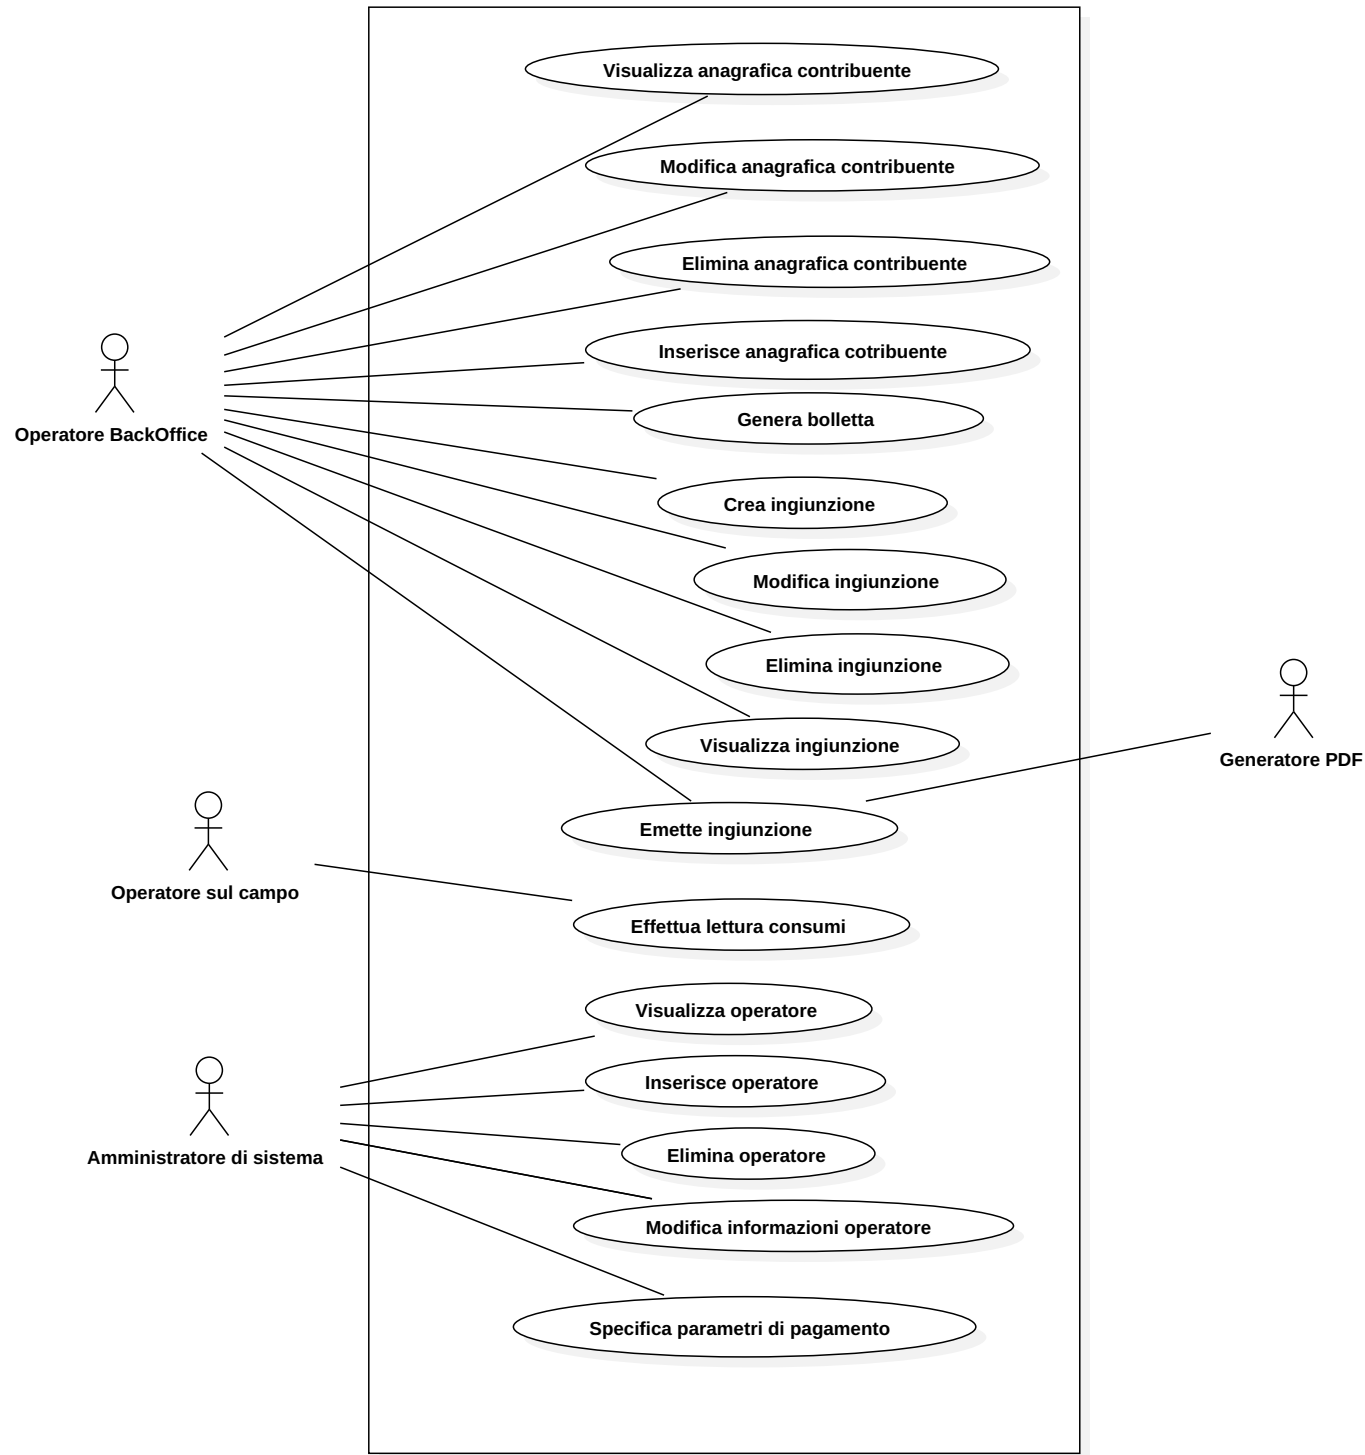 Visualizza anagrafica contribuente
Modifica anagrafica contribuente
Elimina anagrafica contribuente
Inserisce anagrafica cotribuente
Operatore BackOffice
Genera bolletta
Crea ingiunzione
Modifica ingiunzione
Elimina ingiunzione
Visualizza ingiunzione
Generatore PDF
Emette ingiunzione
Operatore sul campo
Effettua lettura consumi
Visualizza operatore
Inserisce operatore
Elimina operatore
Amministratore di sistema
Modifica informazioni operatore
Specifica parametri di pagamento